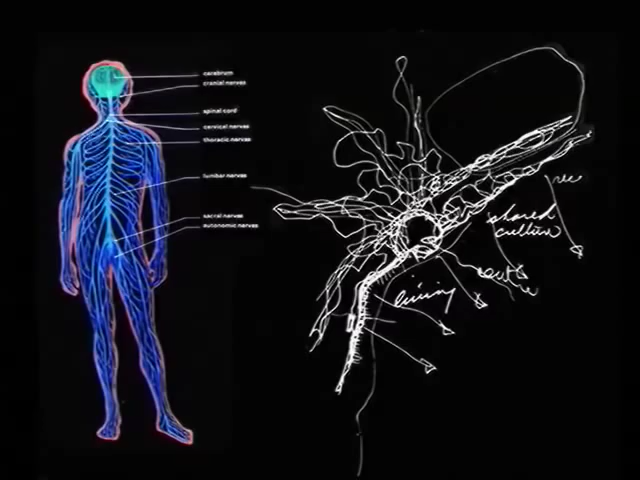 cerebrum
cranial nerves
spinal cord
cervical nerves
thoracic nerves
lumbar nerves
sacral nerves
autonomic nerves
shared
culture
living